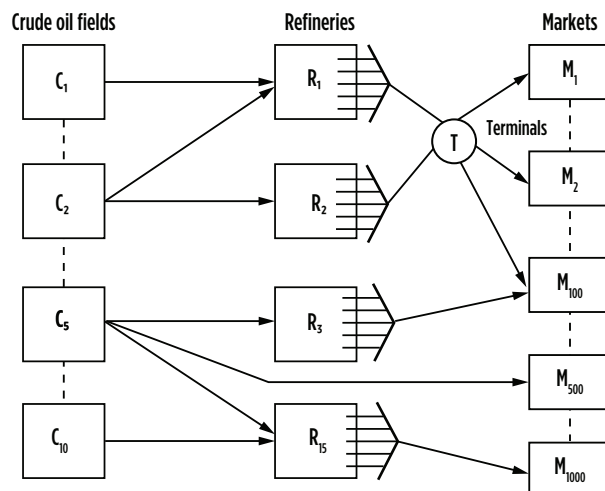 Crude oil fields Refineries Markets
C₁ R₁ M₁
T Terminals
C₂ R₂ M₂
C₅ R₃ M₁₀₀
M₅₀₀
C₁₀ R₁₅ M₁₀₀₀